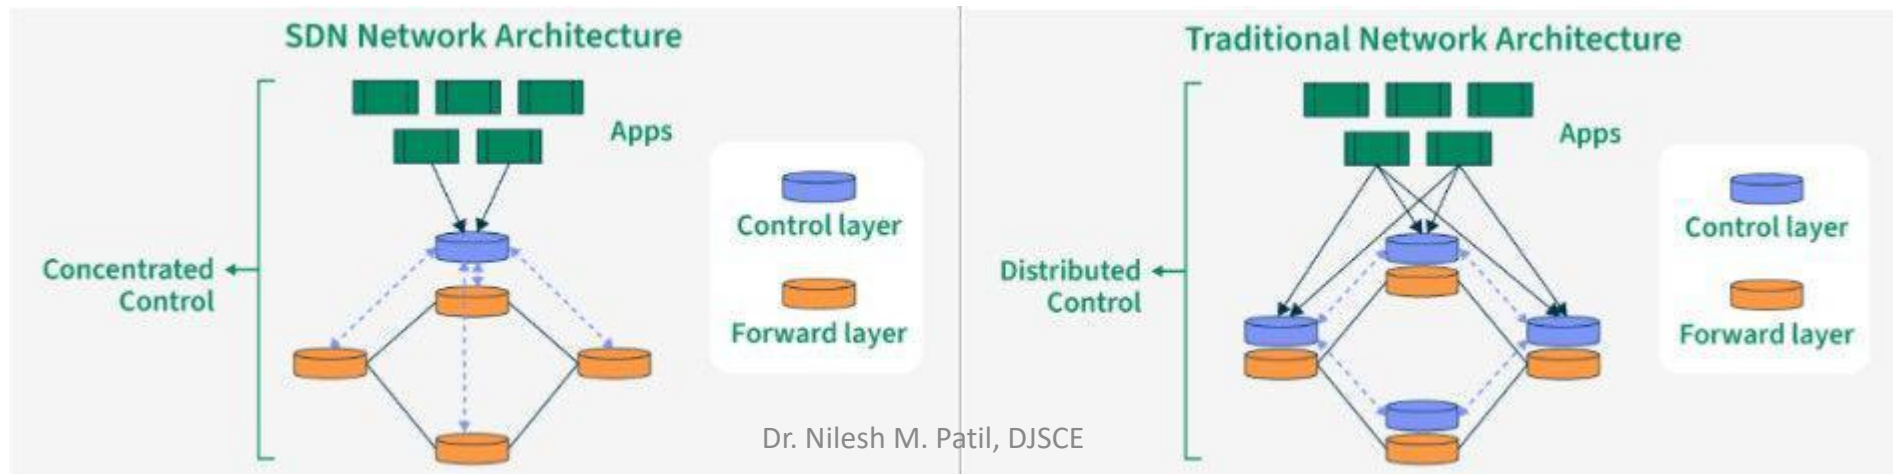 SDN Network Architecture
Apps
Control layer
Forward layer
Concentrated
Control
Traditional Network Architecture
Apps
Control layer
Forward layer
Distributed
Control
Dr. Nilesh M. Patil, DJSCE